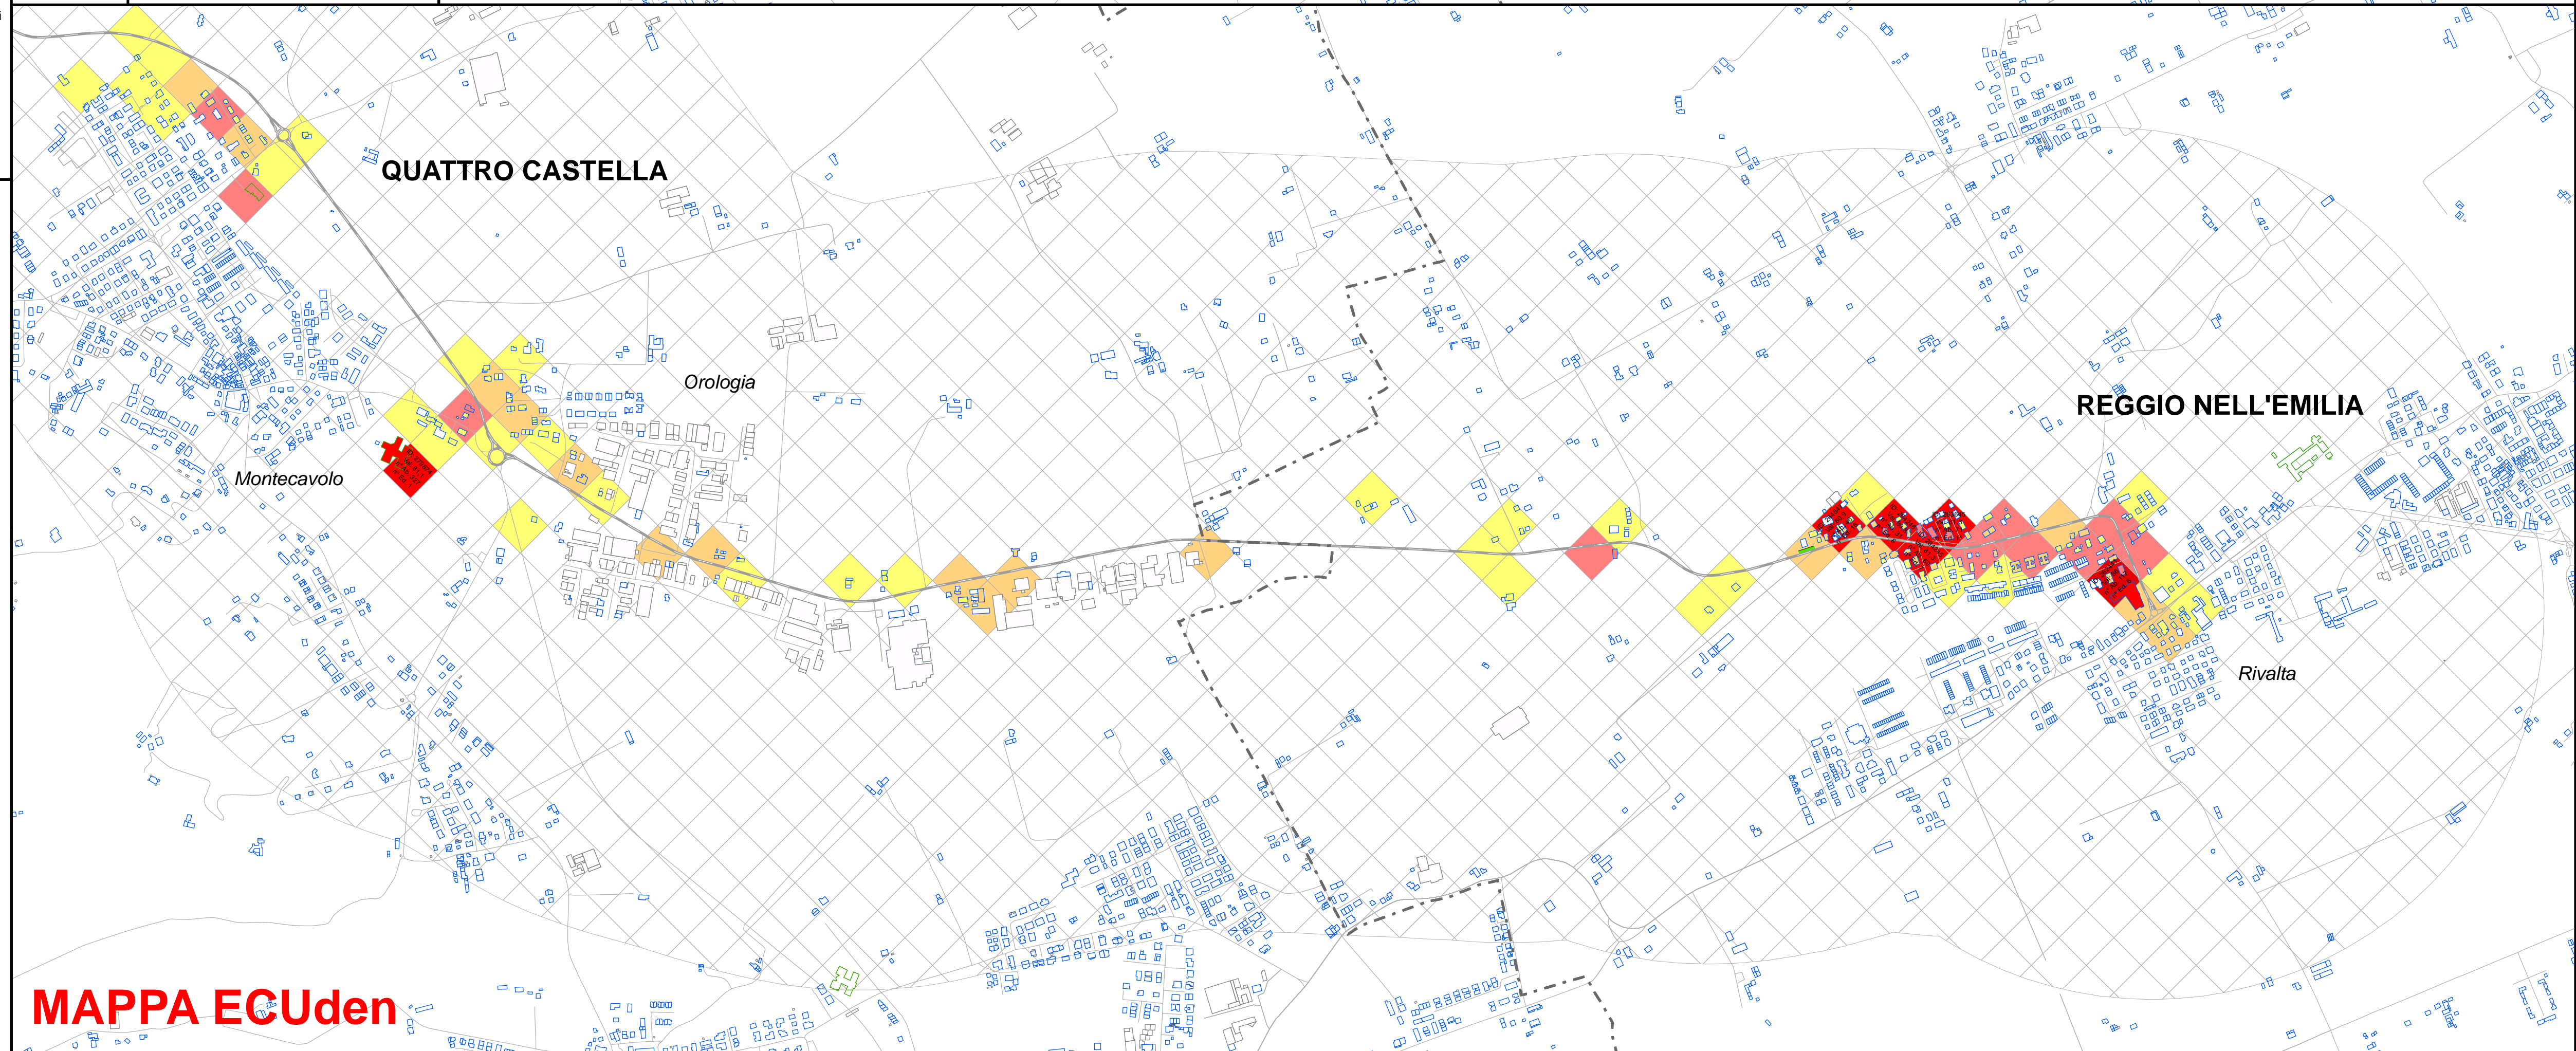 QUATTRO CASTELLA
Orologia
REGGIO NELL'EMILIA
Montecavolo
Rivalta
MAPPA ECUden